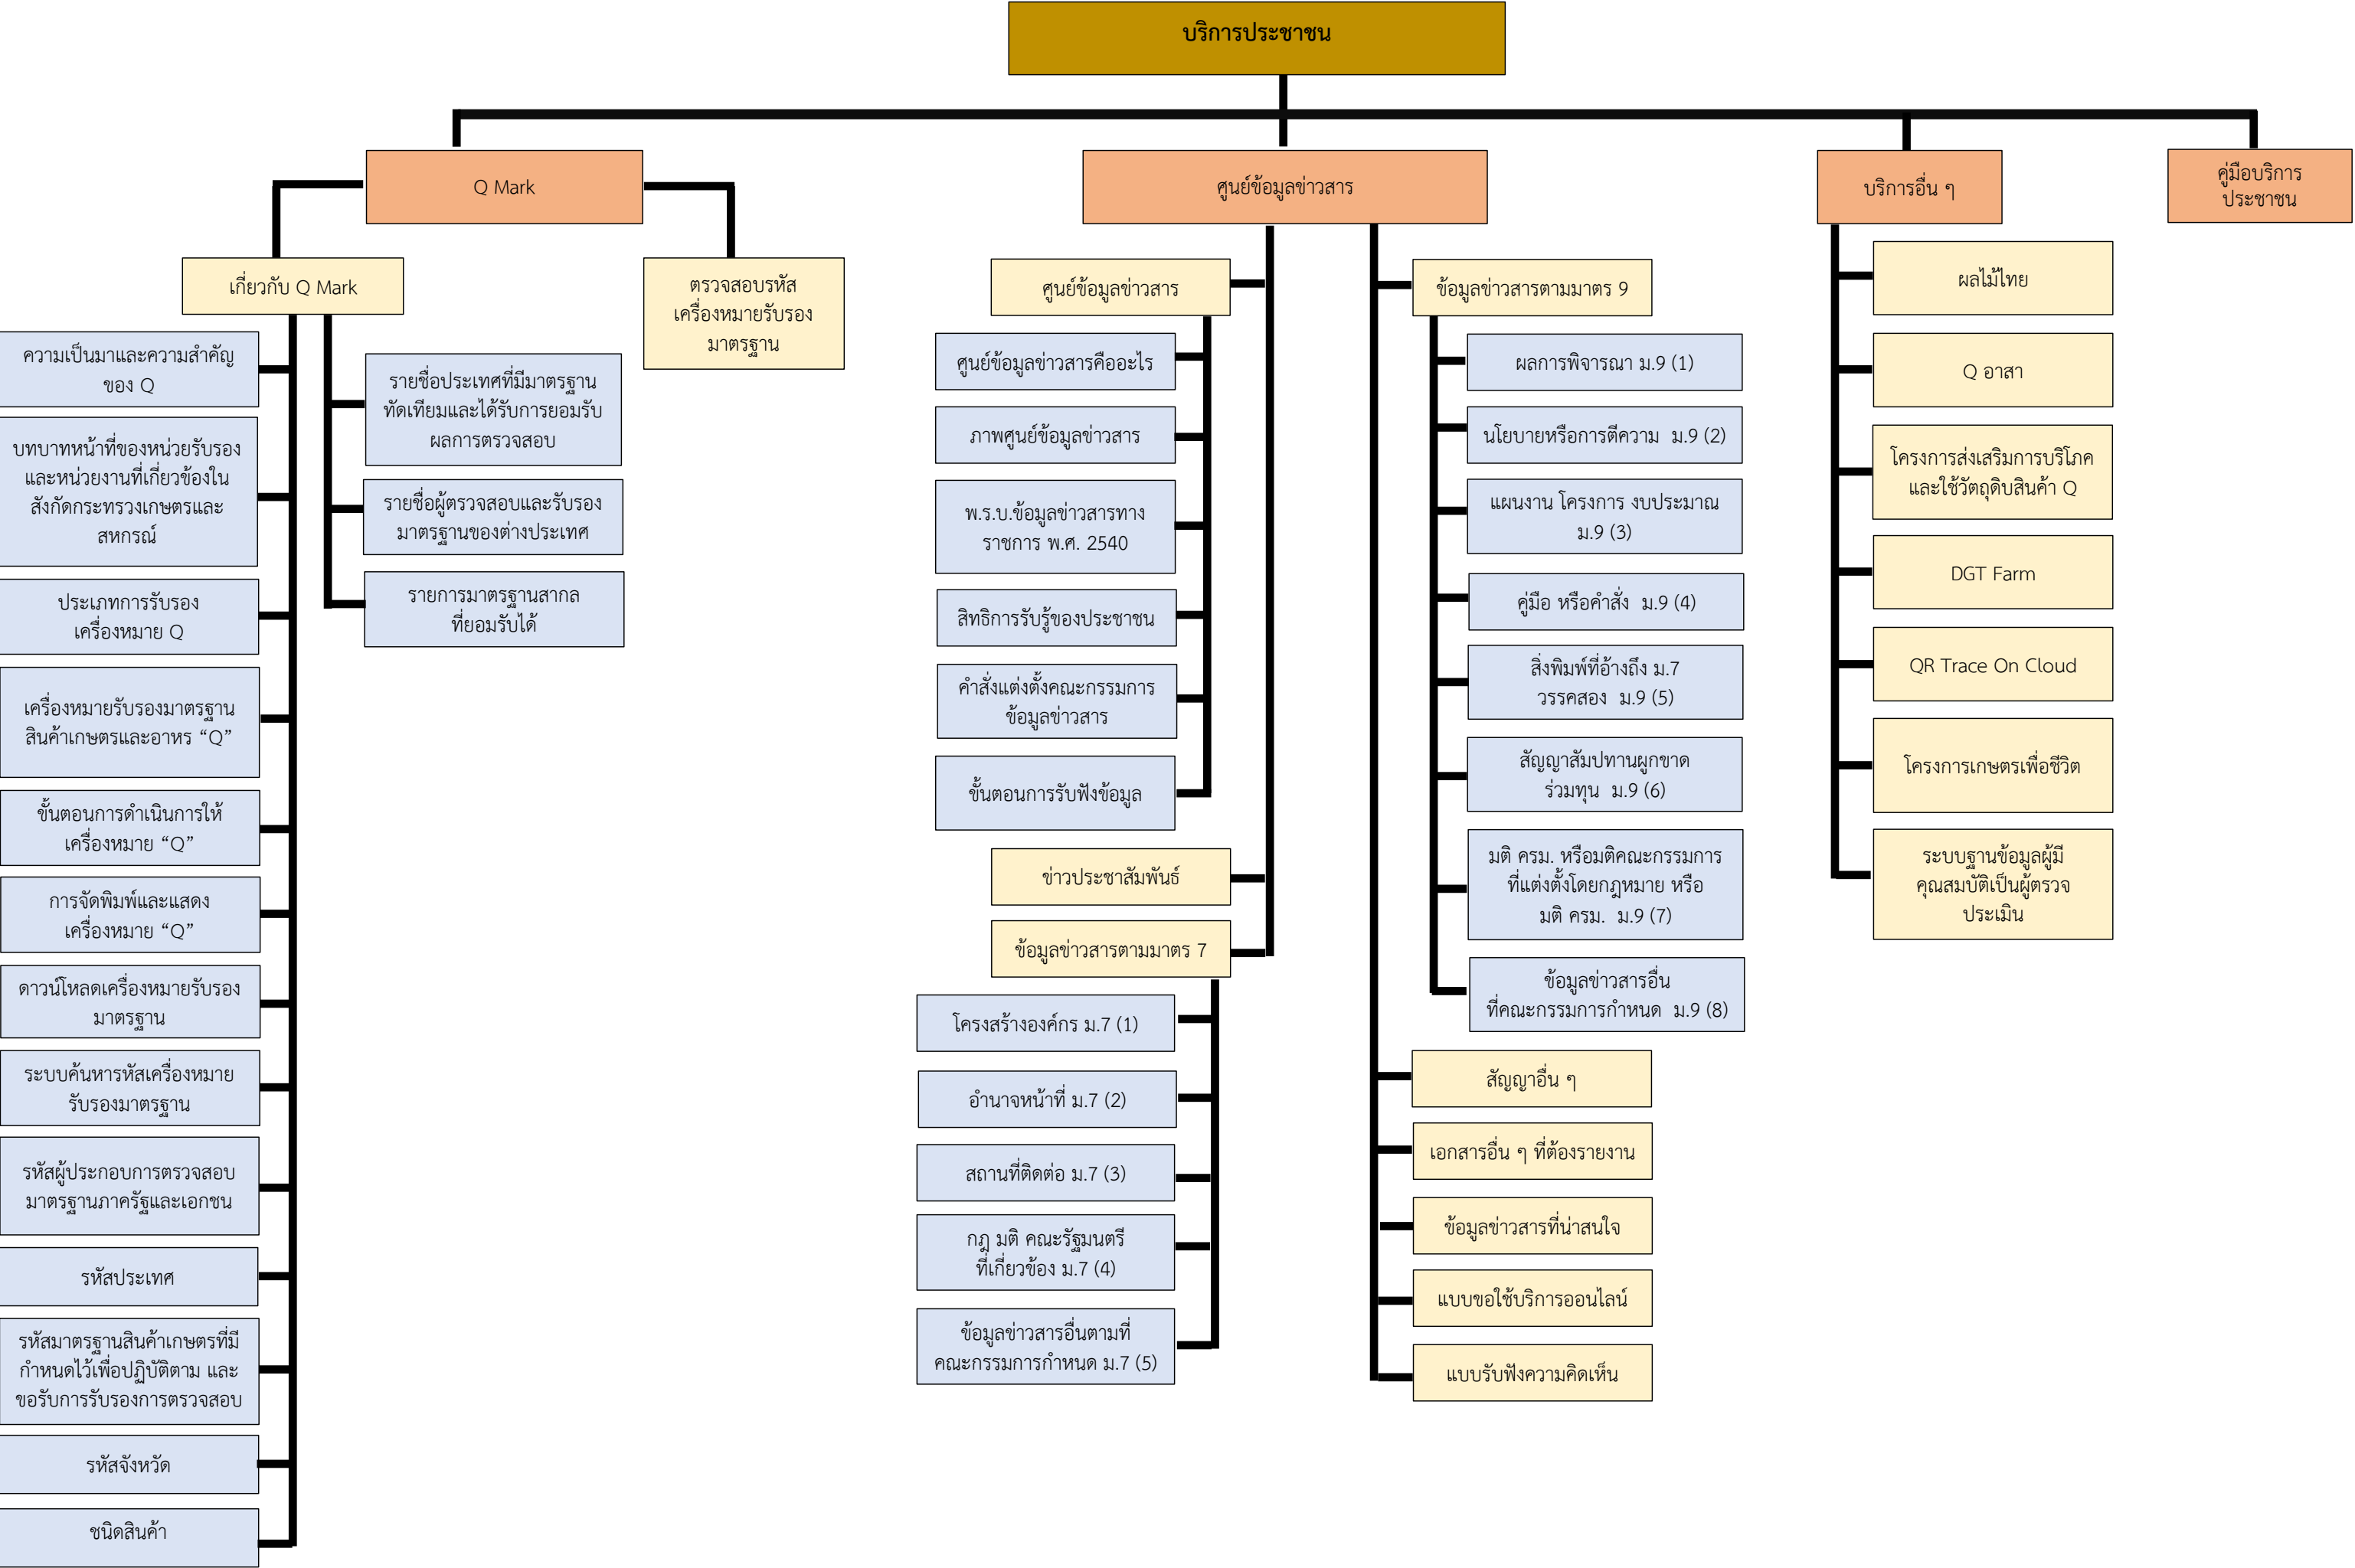 บริการประชาชน
Q Mark
เกี่ยวกับ Q Mark
ความเป็นมาและความสำคัญ
ของ Q
บทบาทหน้าที่ของหน่วยรับรอง
และหน่วยงานที่เกี่ยวข้องใน
สังกัดกระทรวงเกษตรและ
สหกรณ์
ประเภทการรับรอง
เครื่องหมาย Q
เครื่องหมายรับรองมาตรฐาน
สินค้าเกษตรและอาหร “Q”
ขั้นตอนการดำเนินการให้
เครื่องหมาย “Q”
การจัดพิมพ์และแสดง
เครื่องหมาย “Q”
ดาวน์โหลดเครื่องหมายรับรอง
มาตรฐาน
ระบบค้นหารหัสเครื่องหมาย
รับรองมาตรฐาน
รหัสผู้ประกอบการตรวจสอบ
มาตรฐานภาครัฐและเอกชน
รหัสประเทศ
รหัสมาตรฐานสินค้าเกษตรที่มี
กำหนดไว้เพื่อปฏิบัติตาม และ
ขอรับการรับรองการตรวจสอบ
รหัสจังหวัด
ชนิดสินค้า
รายชื่อประเทศที่มีมาตรฐาน
ทัดเทียมและได้รับการยอมรับ
ผลการตรวจสอบ
รายชื่อผู้ตรวจสอบและรับรอง
มาตรฐานของต่างประเทศ
รายการมาตรฐานสากล
ที่ยอมรับได้
ตรวจสอบรหัส
เครื่องหมายรับรอง
มาตรฐาน
ศูนย์ข้อมูลข่าวสาร
ศูนย์ข้อมูลข่าวสาร
ศูนย์ข้อมูลข่าวสารคืออะไร
ภาพศูนย์ข้อมูลข่าวสาร
พ.ร.บ.ข้อมูลข่าวสารทาง
ราชการ พ.ศ. 2540
สิทธิการรับรู้ของประชาชน
คำสั่งแต่งตั้งคณะกรรมการ
ข้อมูลข่าวสาร
ขั้นตอนการรับฟังข้อมูล
ข่าวประชาสัมพันธ์
ข้อมูลข่าวสารตามมาตร 7
โครงสร้างองค์กร ม.7 (1)
อำนาจหน้าที่ ม.7 (2)
สถานที่ติดต่อ ม.7 (3)
กฎ มติ คณะรัฐมนตรี
ที่เกี่ยวข้อง ม.7 (4)
ข้อมูลข่าวสารอื่นตามที่
คณะกรรมการกำหนด ม.7 (5)
ข้อมูลข่าวสารตามมาตร 9
ผลการพิจารณา ม.9 (1)
นโยบายหรือการตีความ ม.9 (2)
แผนงาน โครงการ งบประมาณ
ม.9 (3)
คู่มือ หรือคำสั่ง ม.9 (4)
สิ่งพิมพ์ที่อ้างถึง ม.7
วรรคสอง ม.9 (5)
สัญญาสัมปทานผูกขาด
ร่วมทุน ม.9 (6)
มติ ครม. หรือมติคณะกรรมการ
ที่แต่งตั้งโดยกฎหมาย หรือ
มติ ครม. ม.9 (7)
ข้อมูลข่าวสารอื่น
ที่คณะกรรมการกำหนด ม.9 (8)
สัญญาอื่น ๆ
เอกสารอื่น ๆ ที่ต้องรายงาน
ข้อมูลข่าวสารที่น่าสนใจ
แบบขอใช้บริการออนไลน์
แบบรับฟังความคิดเห็น
บริการอื่น ๆ
ผลไม้ไทย
Q อาสา
โครงการส่งเสริมการบริโภค
และใช้วัตถุดิบสินค้า Q
DGT Farm
QR Trace On Cloud
โครงการเกษตรเพื่อชีวิต
ระบบฐานข้อมูลผู้มี
คุณสมบัติเป็นผู้ตรวจ
ประเมิน
คู่มือบริการ
ประชาชน